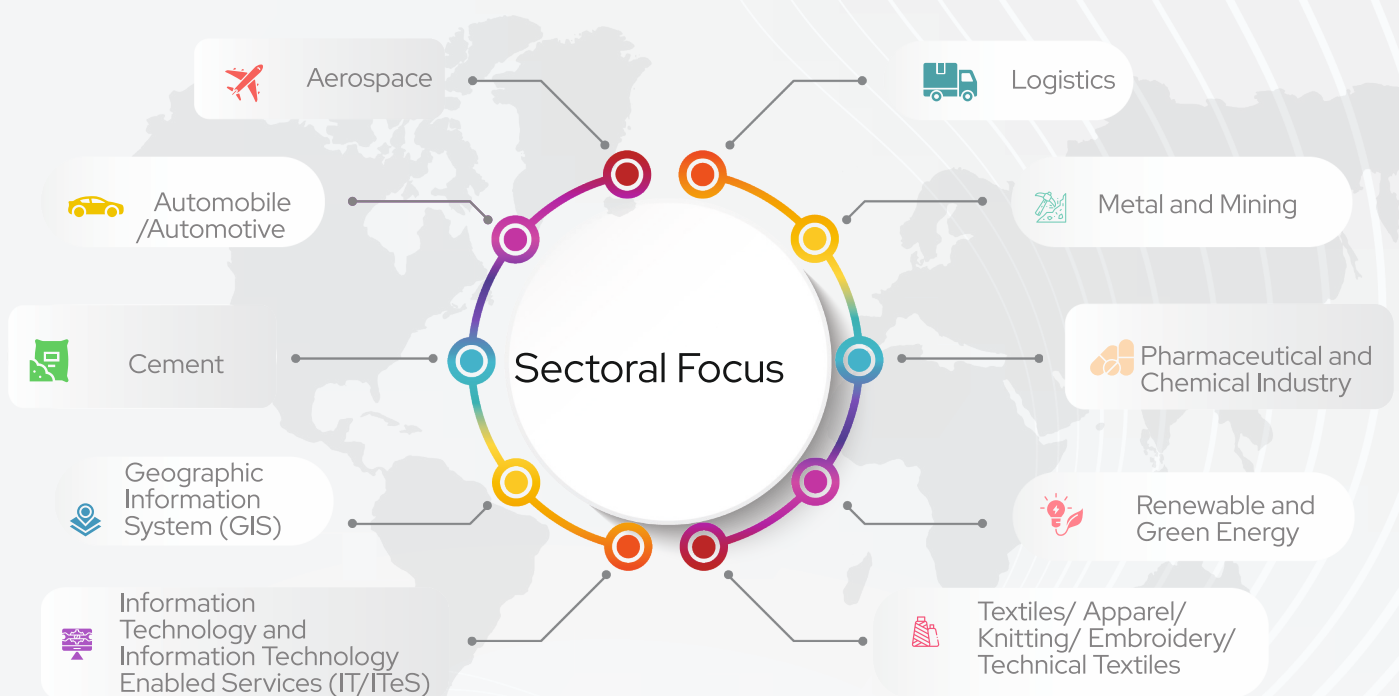 Aerospace
Automobile
/Automotive
Cement
Geographic
Information
System (GIS)
Information
Technology and
Information Technology
Enabled Services (IT/ITeS)
Sectoral Focus
Logistics
Metal and Mining
Pharmaceutical and
Chemical Industry
Renewable and
Green Energy
Textiles/ Apparel/
Knitting/ Embroidery/
Technical Textiles